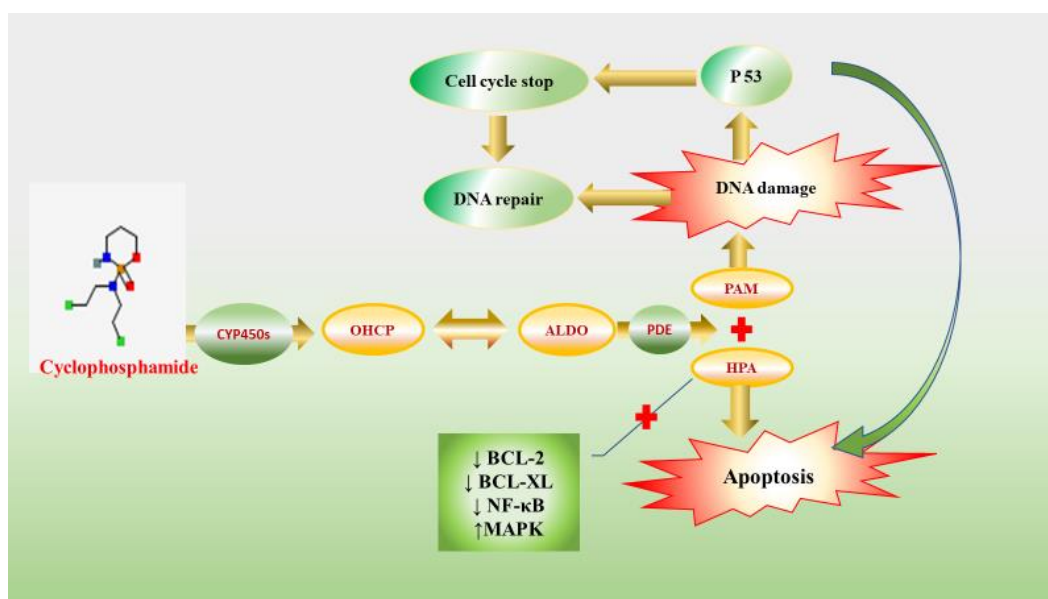 Cell cycle stop
P 53
DNA repair
DNA damage
Cyclophosphamide
CYP450s
OHCP
ALDO
PDE
PAM
HPA
↓ BCL-2
↓ BCL-XL
↓ NF-κB
↑MAPK
Apoptosis